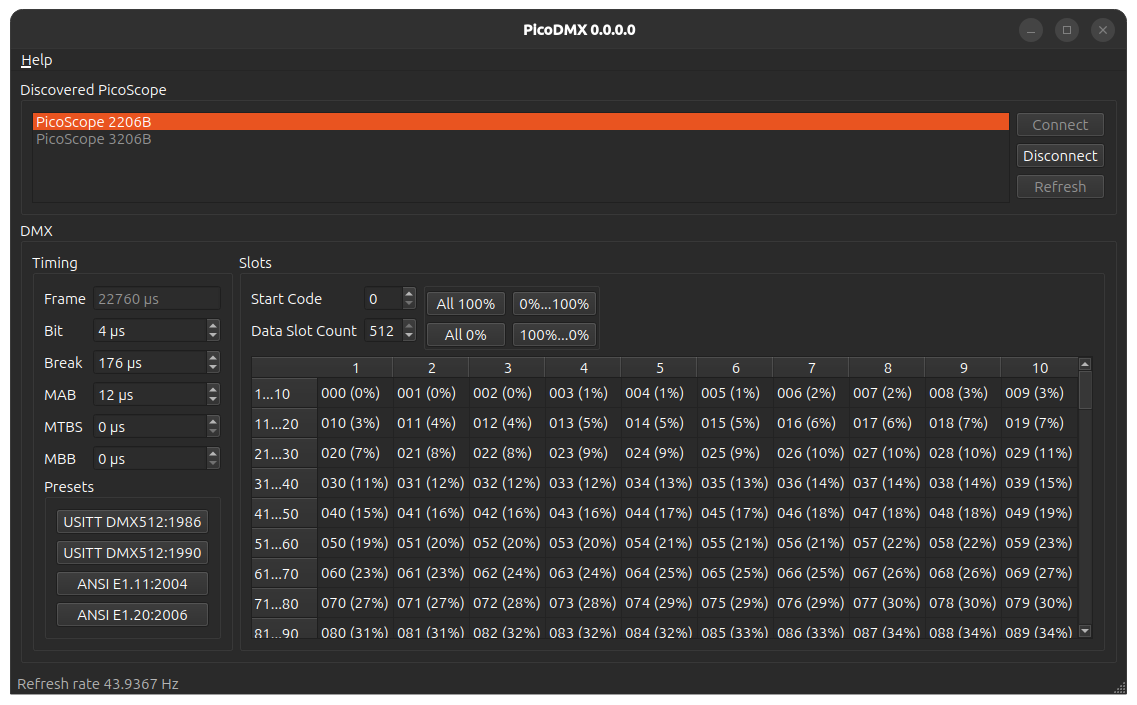 PicoDMX 0.0.0.0
Help
Discovered PicoScope
PicoScope 2206B
PicoScope 3206B
Connect
Disconnect
Refresh
DMX
Timing
Frame 22760 µs
Bit 4 µs
Break 176 µs
MAB 12 µs
MTBS 0 µs
MBB 0 µs
Presets
USITT DMX512:1986
USITT DMX512:1990
ANSI E1.11:2004
ANSI E1.20:2006
Slots
Start Code 0
Data Slot Count 512
All 100% 0%...100%
All 0% 100%...0%
1 2 3 4 5 6 7 8 9 10
1...10 000 (0%) 001 (0%) 002 (0%) 003 (1%) 004 (1%) 005 (1%) 006 (2%) 007 (2%) 008 (3%) 009 (3%)
11...20 010 (3%) 011 (4%) 012 (4%) 013 (5%) 014 (5%) 015 (5%) 016 (6%) 017 (6%) 018 (7%) 019 (7%)
21...30 020 (7%) 021 (8%) 022 (8%) 023 (9%) 024 (9%) 025 (9%) 026 (10%) 027 (10%) 028 (10%) 029 (11%)
31...40 030 (11%) 031 (12%) 032 (12%) 033 (12%) 034 (13%) 035 (13%) 036 (14%) 037 (14%) 038 (14%) 039 (15%)
41...50 040 (15%) 041 (16%) 042 (16%) 043 (16%) 044 (17%) 045 (17%) 046 (18%) 047 (18%) 048 (18%) 049 (19%)
51...60 050 (19%) 051 (20%) 052 (20%) 053 (20%) 054 (21%) 055 (21%) 056 (21%) 057 (22%) 058 (22%) 059 (23%)
61...70 060 (23%) 061 (23%) 062 (24%) 063 (24%) 064 (25%) 065 (25%) 066 (25%) 067 (26%) 068 (26%) 069 (27%)
71...80 070 (27%) 071 (27%) 072 (28%) 073 (28%) 074 (29%) 075 (29%) 076 (29%) 077 (30%) 078 (30%) 079 (30%)
81...90 080 (31%) 081 (31%) 082 (32%) 083 (32%) 084 (32%) 085 (33%) 086 (33%) 087 (34%) 088 (34%) 089 (34%)
Refresh rate 43.9367 Hz